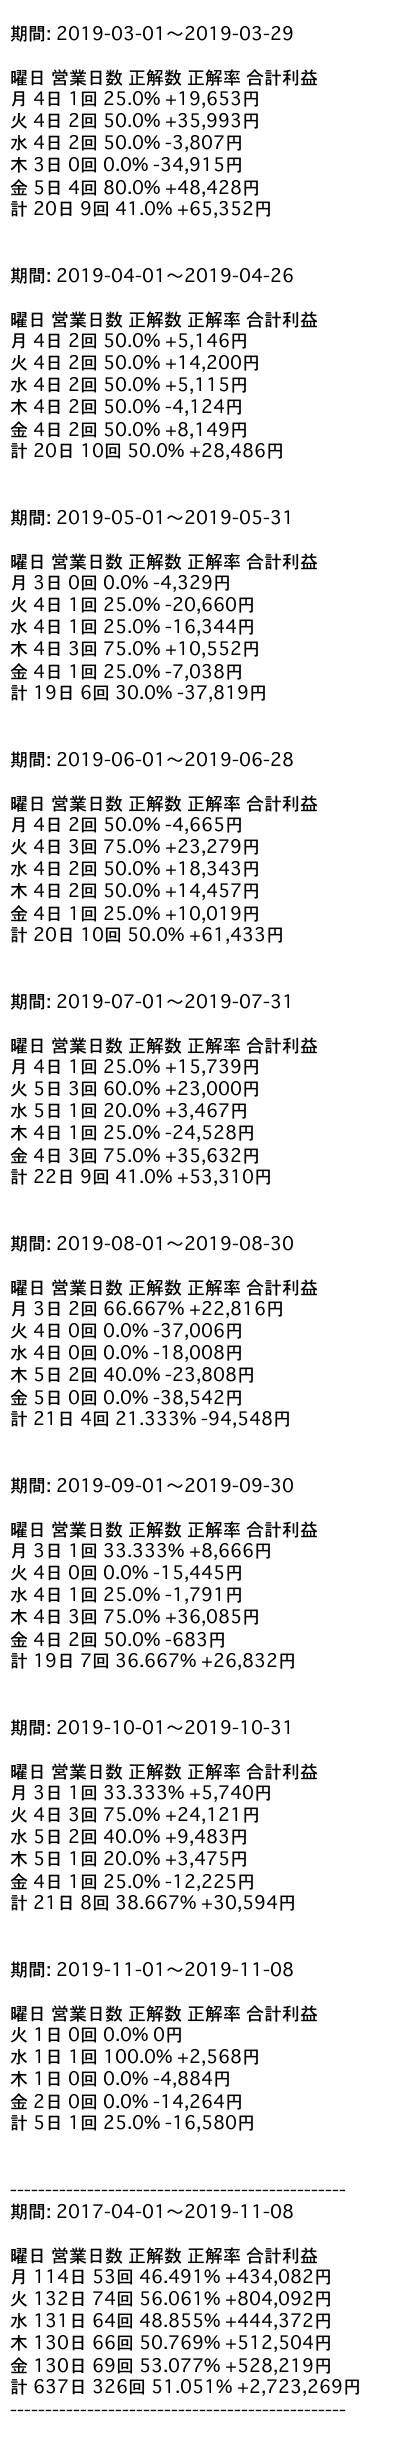 期間: 2019-03-01〜2019-03-29
曜日 営業日数 正解数 正解率 合計利益
月 4日 1回 25.0% +19,653円
火 4日 2回 50.0% +35,993円
水 4日 2回 50.0% -3,807円
木 3日 0回 0.0% -34,915円
金 5日 4回 80.0% +48,428円
計 20日 9回 41.0% +65,352円
期間: 2019-04-01〜2019-04-26
曜日 営業日数 正解数 正解率 合計利益
月 4日 2回 50.0% +5,146円
火 4日 2回 50.0% +14,200円
水 4日 2回 50.0% +5,115円
木 4日 2回 50.0% -4,124円
金 4日 2回 50.0% +8,149円
計 20日 10回 50.0% +28,486円
期間: 2019-05-01〜2019-05-31
曜日 営業日数 正解数 正解率 合計利益
月 3日 0回 0.0% -4,329円
火 4日 1回 25.0% -20,660円
水 4日 1回 25.0% -16,344円
木 4日 3回 75.0% +10,552円
金 4日 1回 25.0% -7,038円
計 19日 6回 30.0% -37,819円
期間: 2019-06-01〜2019-06-28
曜日 営業日数 正解数 正解率 合計利益
月 4日 2回 50.0% -4,665円
火 4日 3回 75.0% +23,279円
水 4日 2回 50.0% +18,343円
木 4日 2回 50.0% +14,457円
金 4日 1回 25.0% +10,019円
計 20日 10回 50.0% +61,433円
期間: 2019-07-01〜2019-07-31
曜日 営業日数 正解数 正解率 合計利益
月 4日 1回 25.0% +15,739円
火 5日 3回 60.0% +23,000円
水 5日 1回 20.0% +3,467円
木 4日 1回 25.0% -24,528円
金 4日 3回 75.0% +35,632円
計 22日 9回 41.0% +53,310円
期間: 2019-08-01〜2019-08-30
曜日 営業日数 正解数 正解率 合計利益
月 3日 2回 66.667% +22,816円
火 4日 0回 0.0% -37,006円
水 4日 0回 0.0% -18,008円
木 5日 2回 40.0% -23,808円
金 5日 0回 0.0% -38,542円
計 21日 4回 21.333% -94,548円
期間: 2019-09-01〜2019-09-30
曜日 営業日数 正解数 正解率 合計利益
月 3日 1回 33.333% +8,666円
火 4日 0回 0.0% -15,445円
水 4日 1回 25.0% -1,791円
木 4日 3回 75.0% +36,085円
金 4日 2回 50.0% -683円
計 19日 7回 36.667% +26,832円
期間: 2019-10-01〜2019-10-31
曜日 営業日数 正解数 正解率 合計利益
月 3日 1回 33.333% +5,740円
火 4日 3回 75.0% +24,121円
水 5日 2回 40.0% +9,483円
木 5日 1回 20.0% +3,475円
金 4日 1回 25.0% -12,225円
計 21日 8回 38.667% +30,594円
期間: 2019-11-01〜2019-11-08
曜日 営業日数 正解数 正解率 合計利益
火 1日 0回 0.0% 0円
水 1日 1回 100.0% +2,568円
木 1日 0回 0.0% -4,884円
金 2日 0回 0.0% -14,264円
計 5日 1回 25.0% -16,580円
------------------------------------------------
期間: 2017-04-01〜2019-11-08
曜日 営業日数 正解数 正解率 合計利益
月 114日 53回 46.491% +434,082円
火 132日 74回 56.061% +804,092円
水 131日 64回 48.855% +444,372円
木 130日 66回 50.769% +512,504円
金 130日 69回 53.077% +528,219円
計 637日 326回 51.051% +2,723,269円
------------------------------------------------